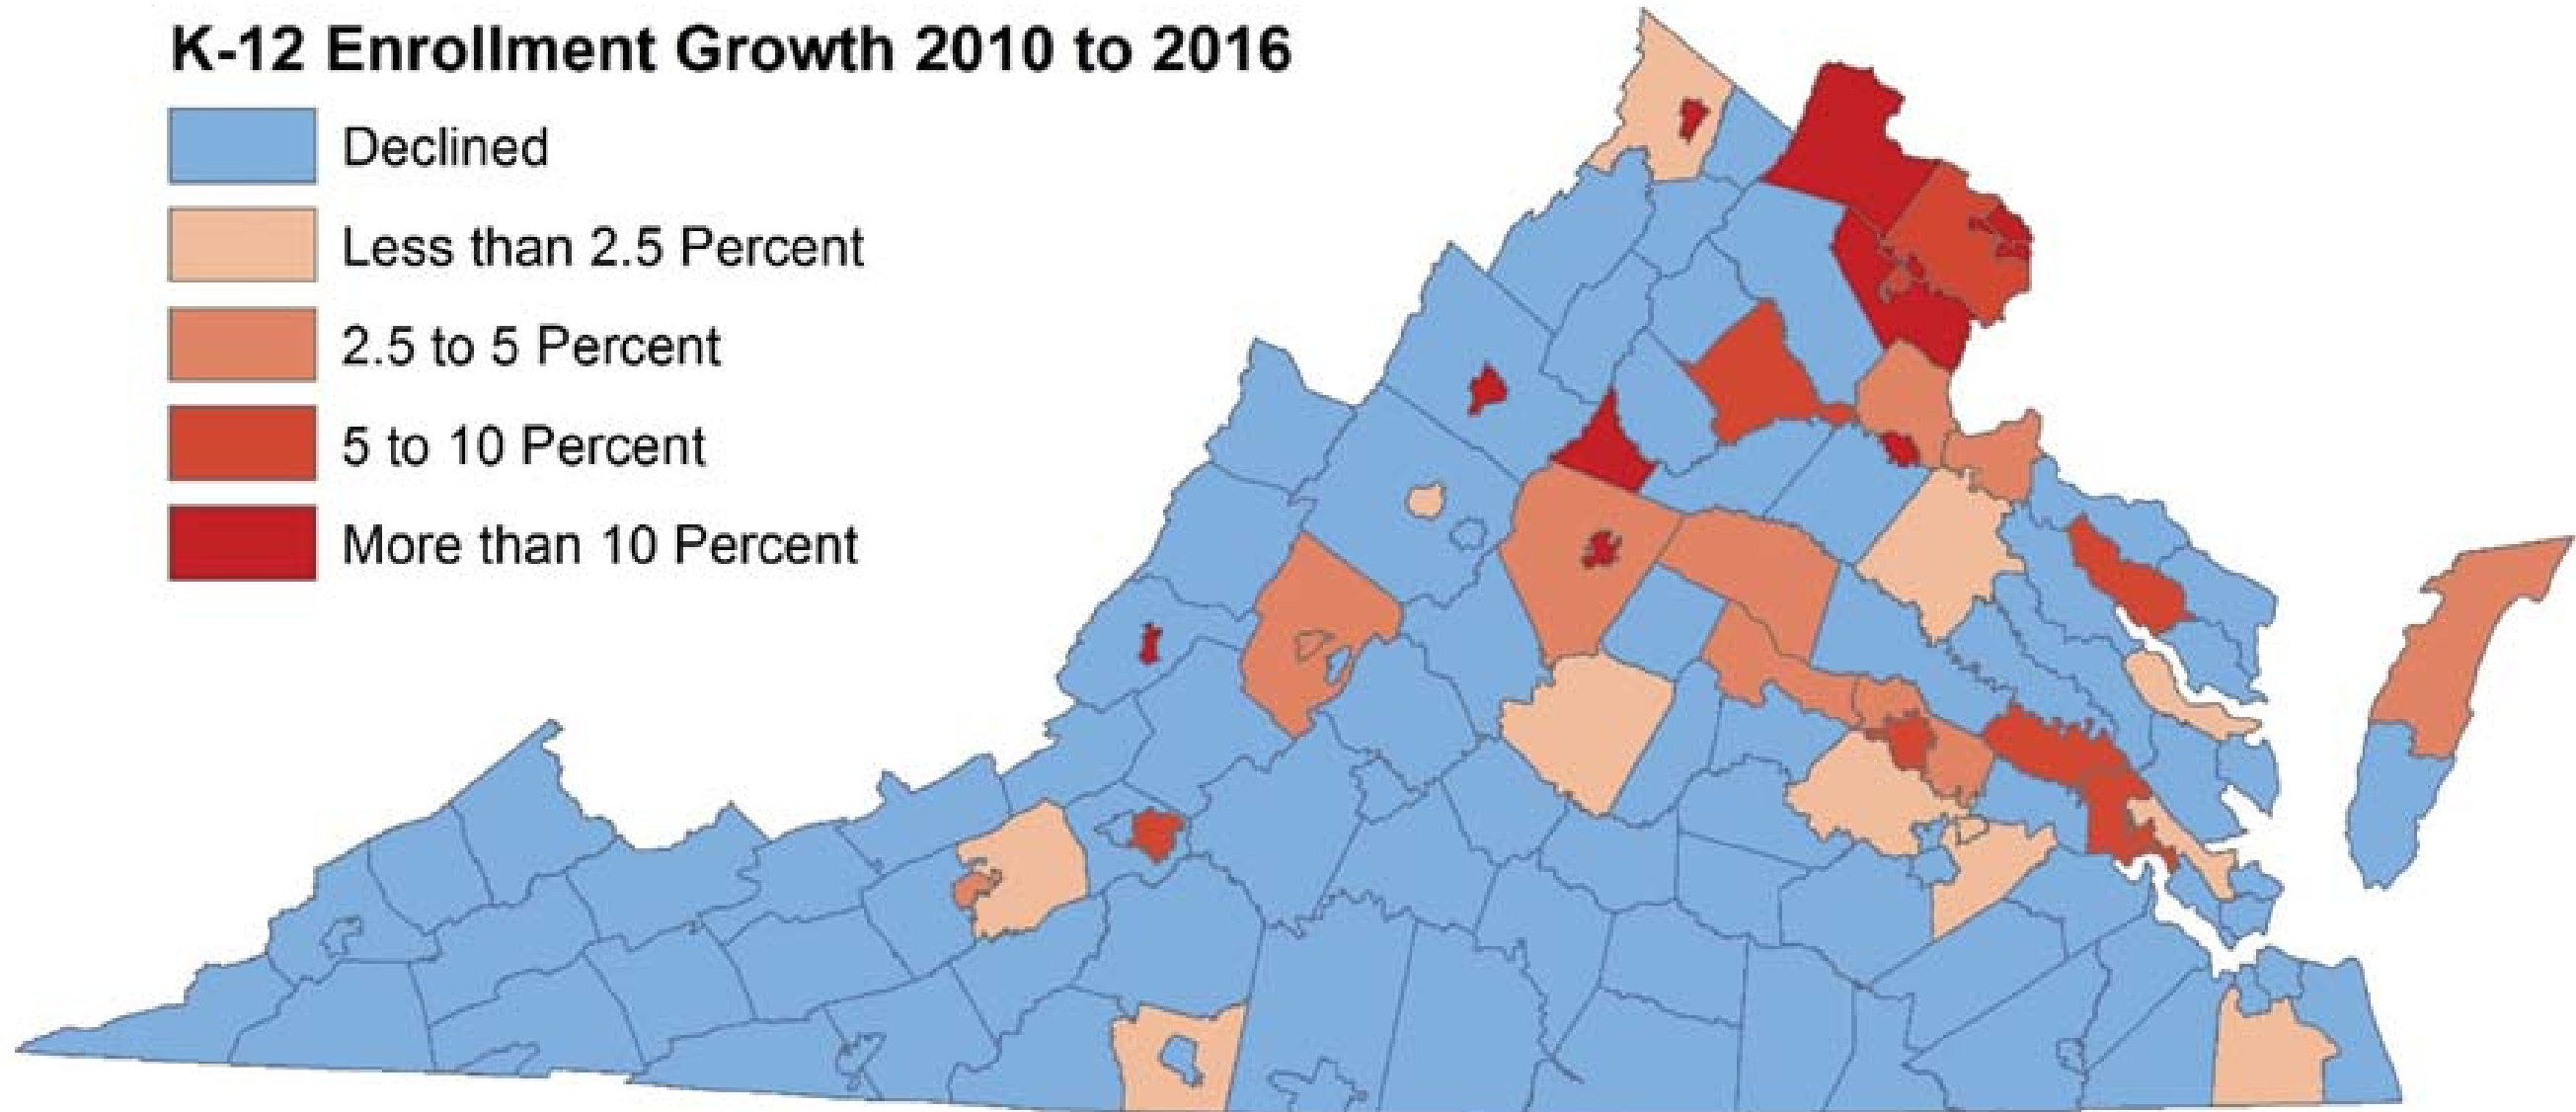 K-12 Enrollment Growth 2010 to 2016
Declined
Less than 2.5 Percent
2.5 to 5 Percent
5 to 10 Percent
More than 10 Percent